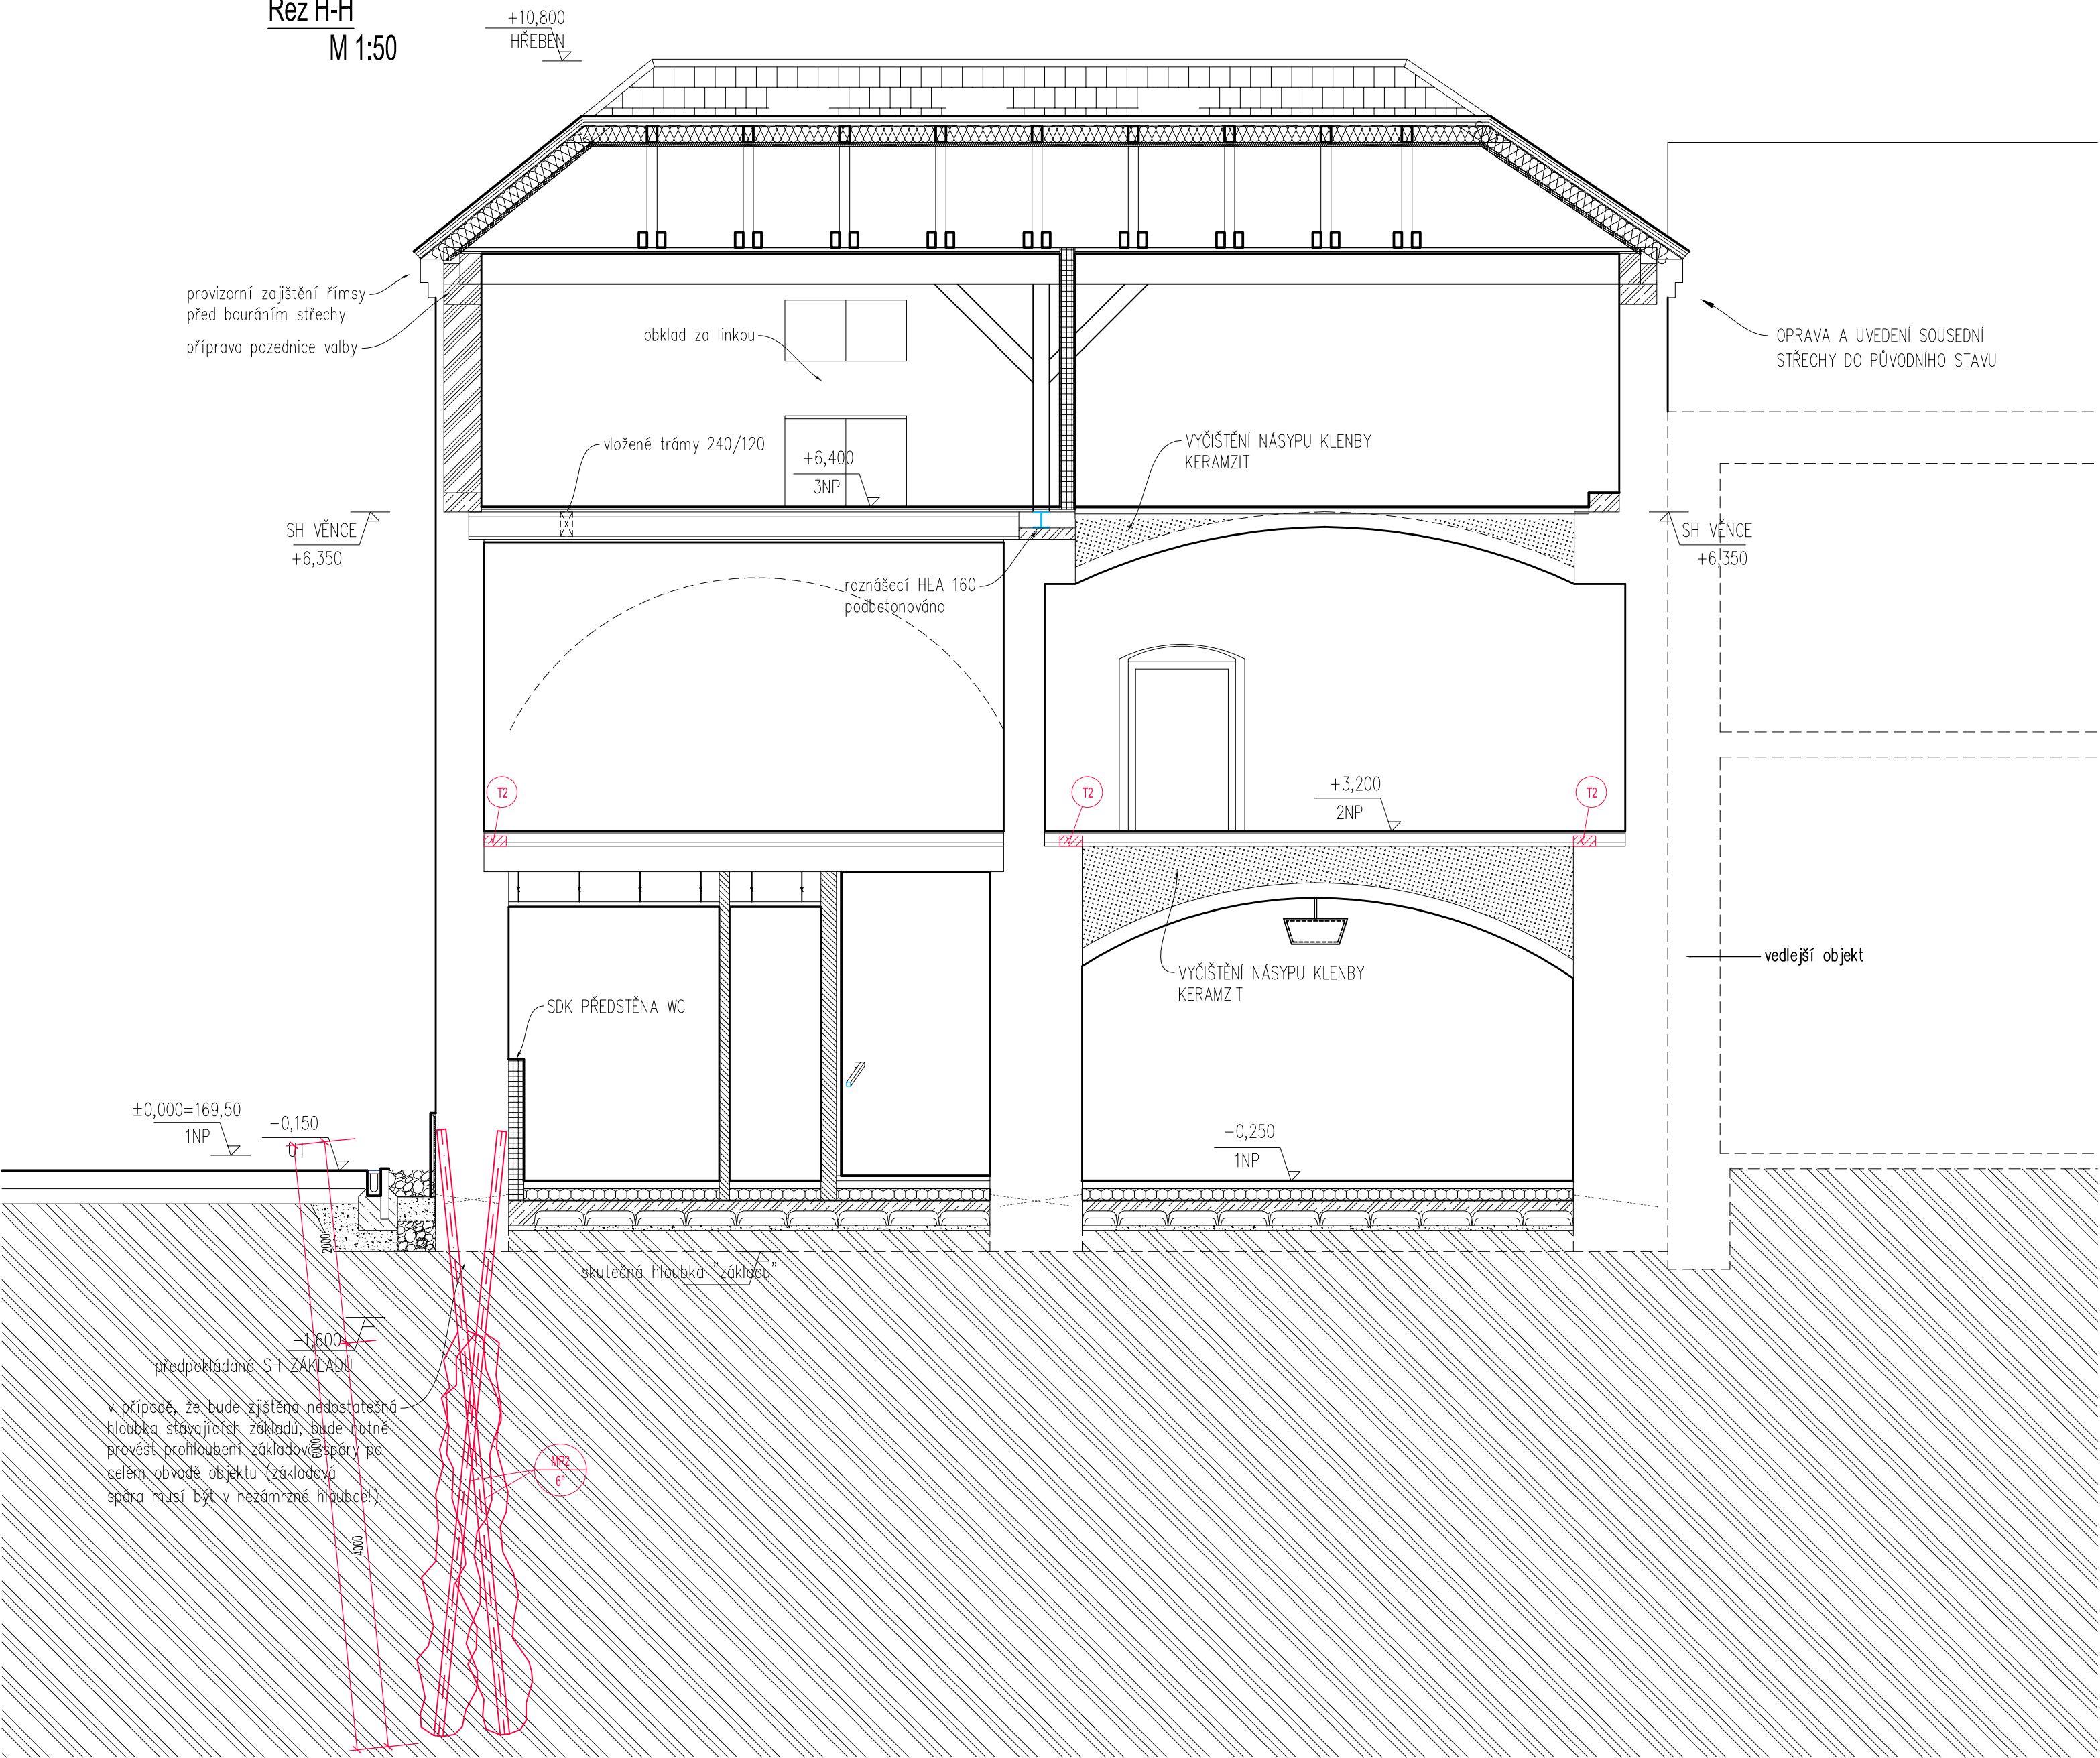 Řez H-H
M 1:50
+10,800
HŘEBEN
provizorní zajištění římsy
před bouráním střechy
příprava pozednice valby
obklad za linkou
OPRAVA A UVEDENÍ SOUSEDNÍ
STŘECHY DO PŮVODNÍHO STAVU
vložené trámy 240/120
+6,400
3NP
VYČIŠTĚNÍ NÁSYPU KLENBY
KERAMZIT
SH VĚNCE
+6,350
SH VĚNCE
+6,350
roznášecí HEA 160
podbetonováno
T2
T2
T2
+3,200
2NP
vedlejší objekt
VYČIŠTĚNÍ NÁSYPU KLENBY
KERAMZIT
SDK PŘEDSTĚNA WC
±0,000=169,50
1NP
-0,150
UT
-0,250
1NP
2000
skutečná hloubka "základu"
-1,600
předpokládaná SH ZÁKLADŮ
v případě, že bude zjištěna nedostatečná
hloubka stávajících základů, bude nutné
provést prohloubení základové spáry po
celém obvodě objektu (základová
spára musí být v nezámrzné hloubce!).
6000
MP2
6°
4000